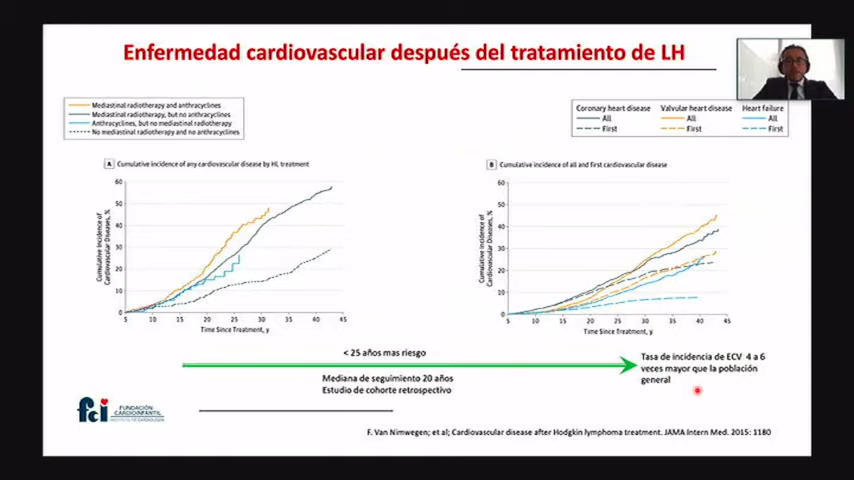 Enfermedad cardiovascular después del tratamiento de LH
Mediastinal radiotherapy and anthracyclines
Mediastinal radiotherapy, but no anthracyclines
Anthracyclines, but no mediastinal radiotherapy
No mediastinal radiotherapy and no anthracyclines
Coronary heart disease
All
First
Valvular heart disease
All
First
Heart failure
All
First
A Cumulative incidence of any cardiovascular disease by HL treatment
Cumulative Incidence of
Cardiovascular Diseases, %
60
50
40
30
20
10
0
5 10 15 20 25 30 35 40 45
Time Since Treatment, y
B Cumulative incidence of all and first cardiovascular disease
Cumulative Incidence of
Cardiovascular Diseases, %
60
50
40
30
20
10
0
5 10 15 20 25 30 35 40 45
Time Since Treatment, y
< 25 años mas riesgo
Mediana de seguimiento 20 años
Estudio de cohorte retrospectivo
Tasa de incidencia de ECV 4 a 6
veces mayor que la población
general
fci
FUNDACIÓN
CARDIOINFANTIL
INSTITUTO DE CARDIOLOGÍA
F. Van Nimwegen; et al; Cardiovascular disease after Hodgkin lymphoma treatment. JAMA Intern Med. 2015: 1180